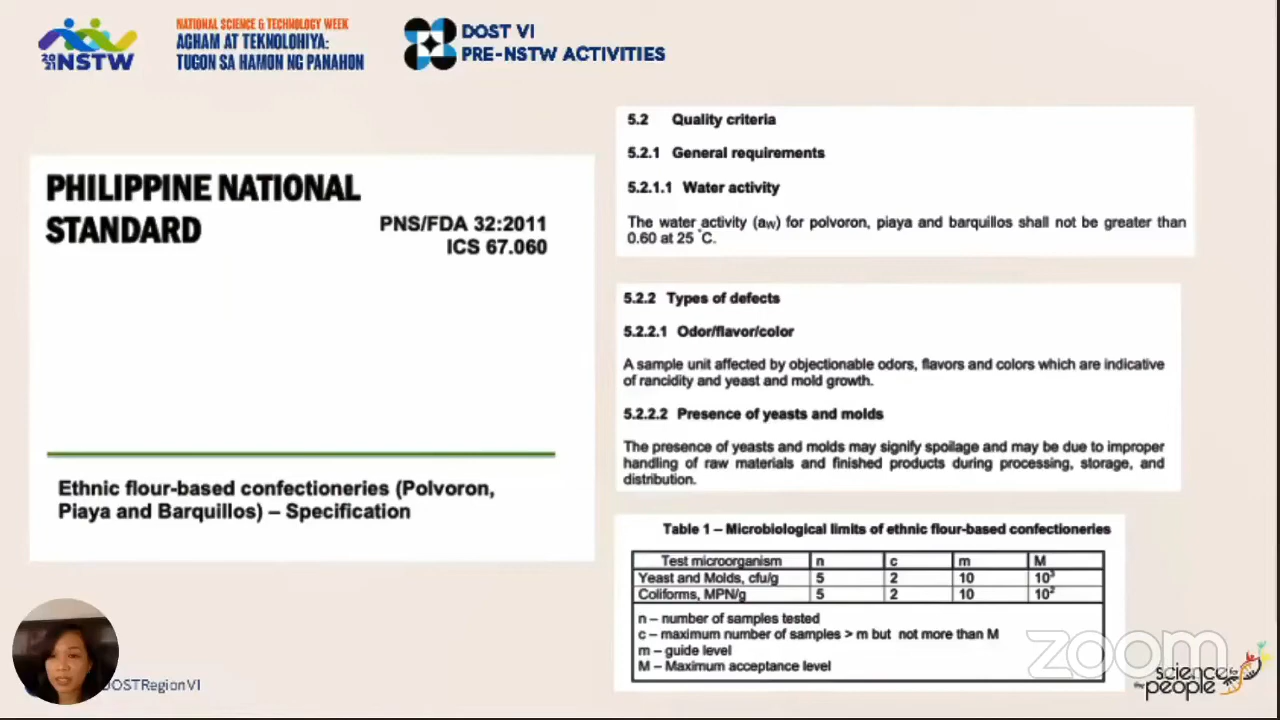 2021 NSTW
NATIONAL SCIENCE & TECHNOLOGY WEEK
AGHAM AT TEKNOLOHIYA:
TUGON SA HAMON NG PANAHON
DOST VI
PRE-NSTW ACTIVITIES
PHILIPPINE NATIONAL
STANDARD
PNS/FDA 32:2011
ICS 67.060
Ethnic flour-based confectioneries (Polvoron,
Piaya and Barquillos) – Specification
5.2 Quality criteria
5.2.1 General requirements
5.2.1.1 Water activity
The water activity (aw) for polvoron, piaya and barquillos shall not be greater than
0.60 at 25 °C.
5.2.2 Types of defects
5.2.2.1 Odor/flavor/color
A sample unit affected by objectionable odors, flavors and colors which are indicative
of rancidity and yeast and mold growth.
5.2.2.2 Presence of yeasts and molds
The presence of yeasts and molds may signify spoilage and may be due to improper
handling of raw materials and finished products during processing, storage, and
distribution.
Table 1 – Microbiological limits of ethnic flour-based confectioneries
Test microorganism n c m M
Yeast and Molds, cfu/g 5 2 10 10³
Coliforms, MPN/g 5 2 10 10²
n – number of samples tested
c – maximum number of samples > m but not more than M
m – guide level
M – Maximum acceptance level
zoom
science
for the people
DOSTRegionVI